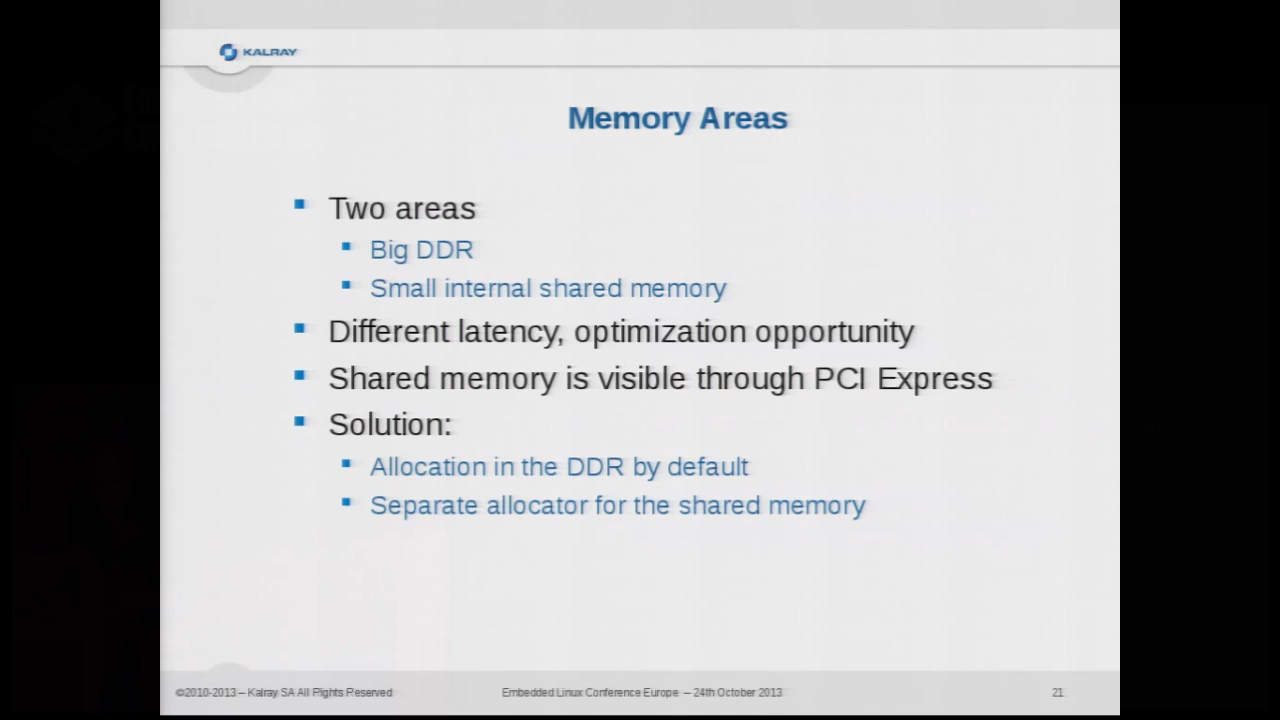 KALRAY
Memory Areas
Two areas
Big DDR
Small internal shared memory
Different latency, optimization opportunity
Shared memory is visible through PCI Express
Solution:
Allocation in the DDR by default
Separate allocator for the shared memory
©2010-2013 – Kalray SA All Rights Reserved
Embedded Linux Conference Europe – 24th October 2013
21